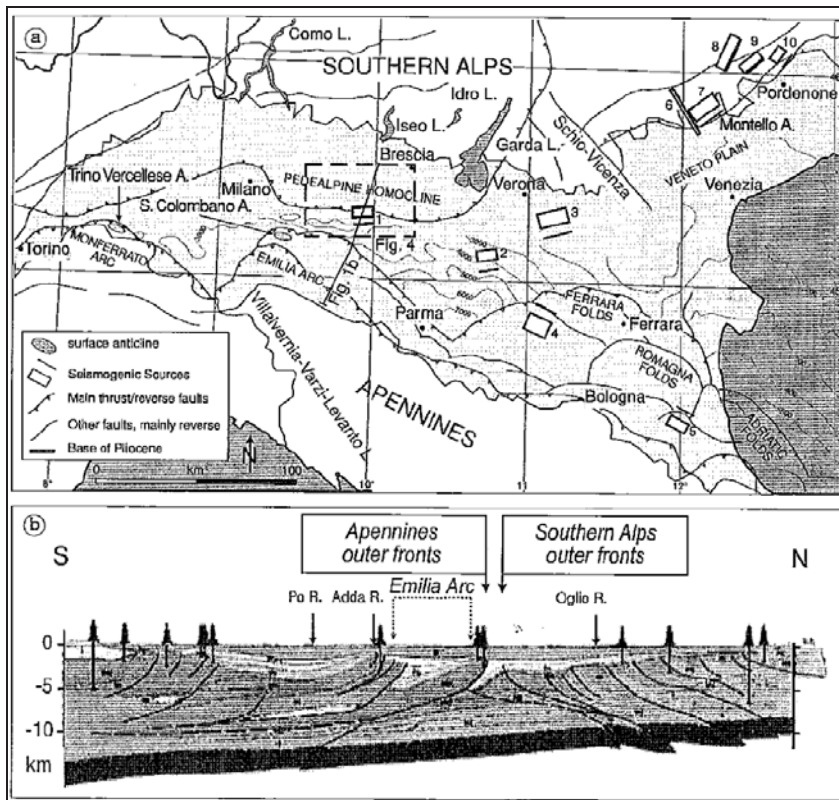 a
Como L.
SOUTHERN ALPS
Idro L.
Iseo L.
Garda L.
Brescia
Schio-Vicenza
8
9
10
Pordenone
7
6
Montello A.
VENETO PLAIN
Trino Vercellese A.
Milano
PEDEALPINE HOMOCLINE
Verona
Venezia
S. Colombano A.
1
3
Fig. 4
2
Torino
MONFERRATO
ARC
EMILIA ARC
Fig. 1b
Parma
4
FERRARA
FOLDS
Ferrara
ROMAGNA
FOLDS
Bologna
5
ADRIATIC
FOLDS
Villalvernia-Varzi-Levanto L.
APENNINES
surface anticline
Seismogenic Sources
Main thrust/reverse faults
Other faults, mainly reverse
Base of Pliocene
0 km 100
N
8°
9°
10°
11°
12°
b
Apennines
outer fronts
Southern Alps
outer fronts
S
N
Emilia Arc
Po R.
Adda R.
Oglio R.
0
-5
-10
km